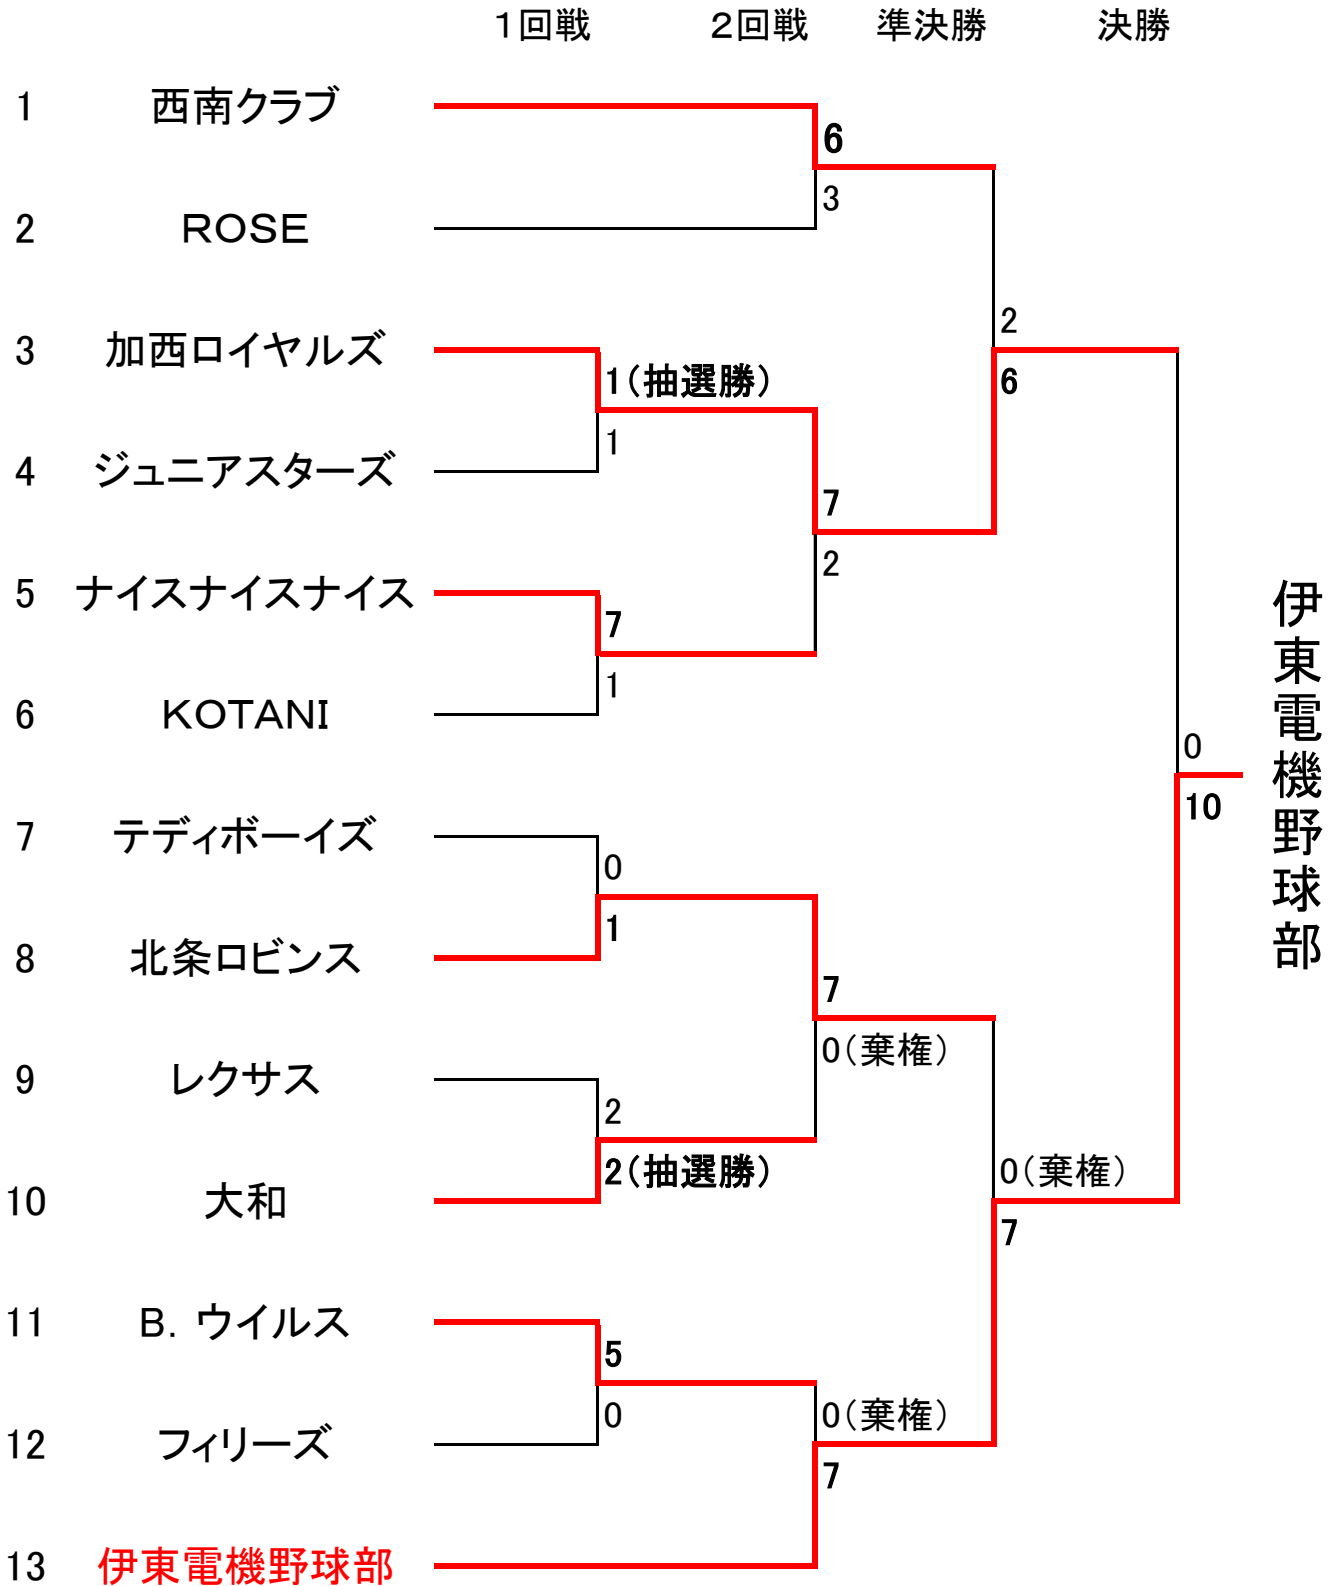 １回戦 ２回戦 準決勝 決勝
1 西南クラブ
6
3
2 ＲＯＳＥ
2
3 加西ロイヤルズ
1（抽選勝）
6
1
4 ジュニアスターズ
7
2
5 ナイスナイスナイス
7
1
6 ＫＯＴＡＮＩ
0
10
伊東電機野球部
7 テディボーイズ
0
1
8 北条ロビンス
7
0（棄権）
9 レクサス
2
2（抽選勝）
0（棄権）
7
10 大和
11 Ｂ．ウイルス
5
0
0（棄権）
7
12 フィリーズ
13 伊東電機野球部